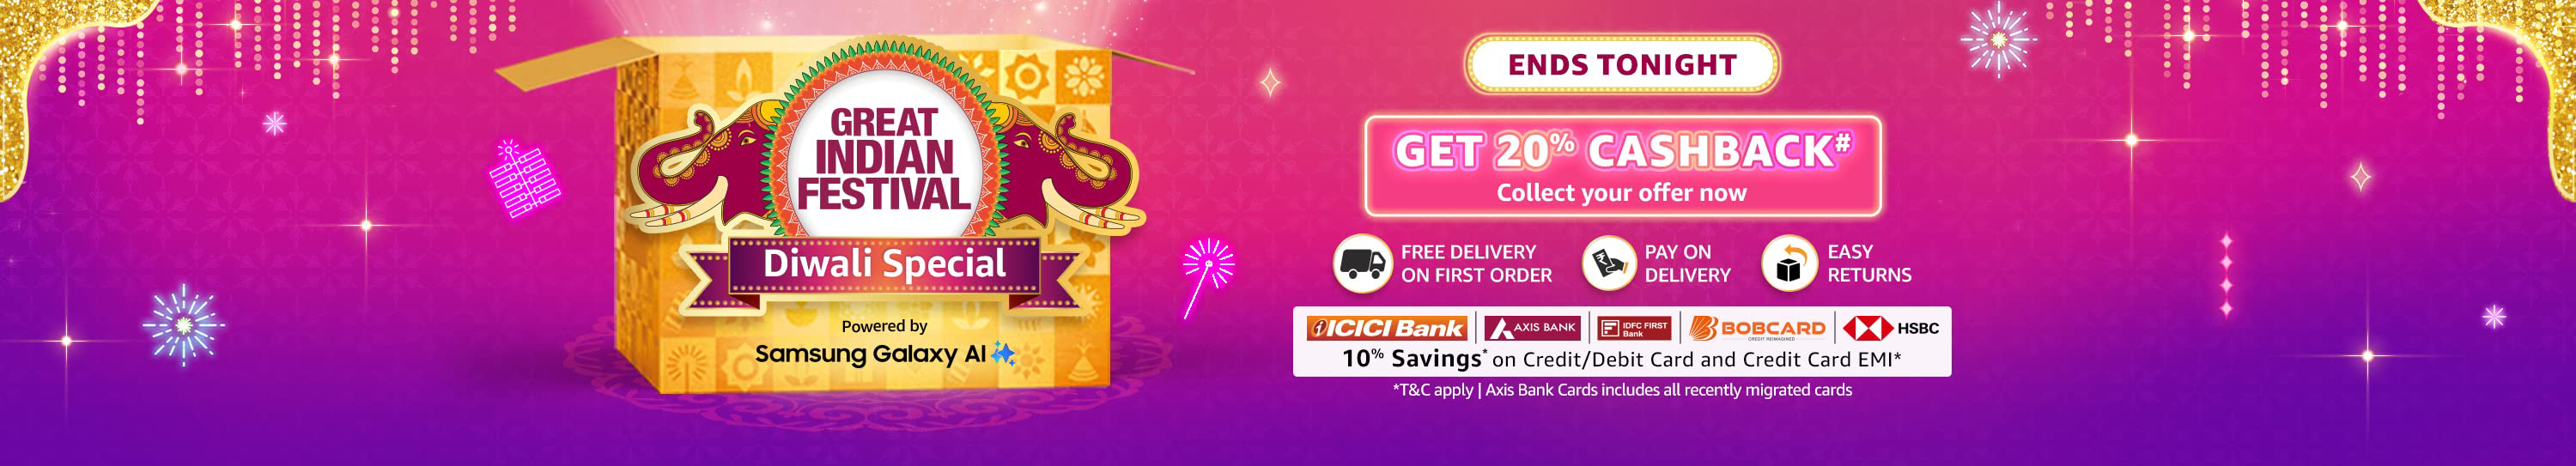 GREAT
INDIAN
FESTIVAL
Diwali Special
Powered by
Samsung Galaxy AI
ENDS TONIGHT
GET 20% CASHBACK#
Collect your offer now
FREE DELIVERY
ON FIRST ORDER
PAY ON
DELIVERY
EASY
RETURNS
ICICI Bank
AXIS BANK
IDFC FIRST
Bank
BOBCARD
CREDIT REIMAGINED
HSBC
10% Savings* on Credit/Debit Card and Credit Card EMI*
*T&C apply | Axis Bank Cards includes all recently migrated cards